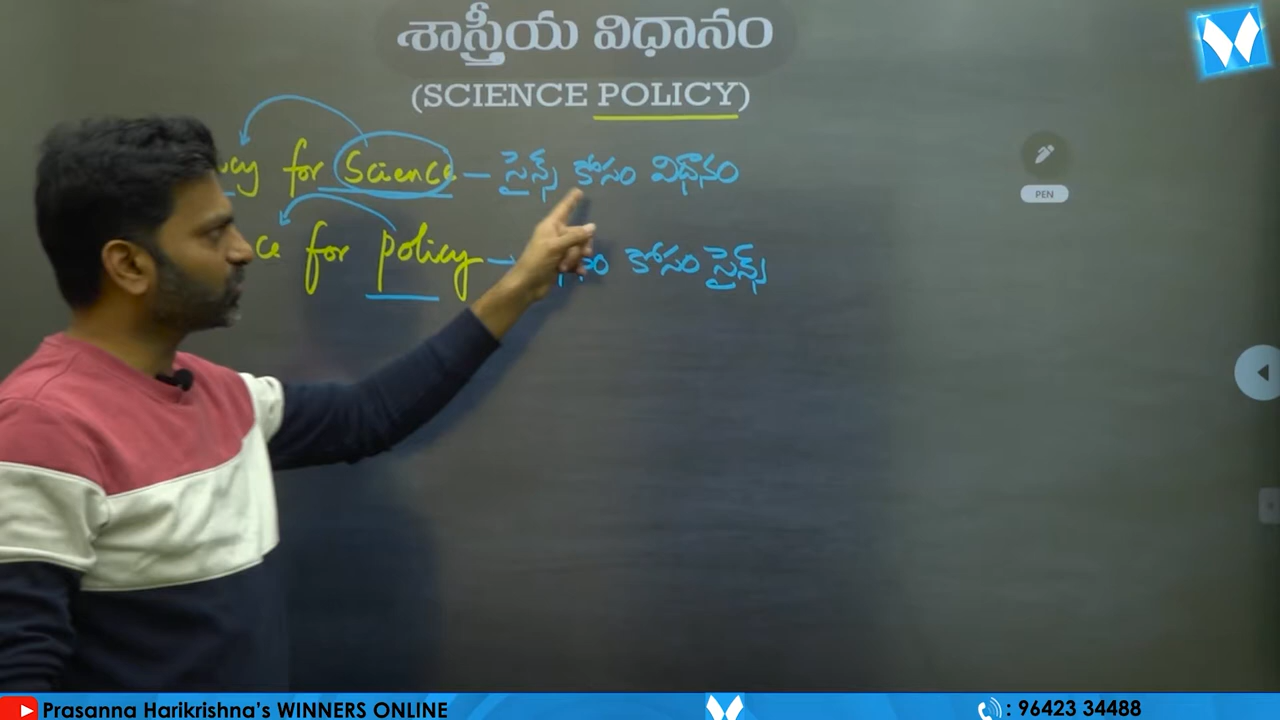 శాస్త్రీయ విధానం
(SCIENCE POLICY)
for Science – సైన్స్ కోసం విధానం
for policy – కోసం సైన్స్
PEN
Prasanna Harikrishna's WINNERS ONLINE
: 96423 34488